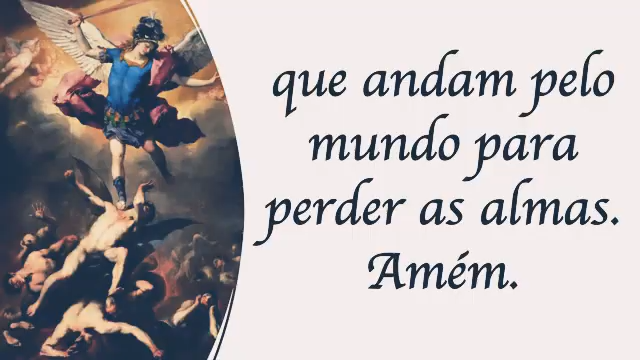 que andam pelo
mundo para
perder as almas.
Amém.